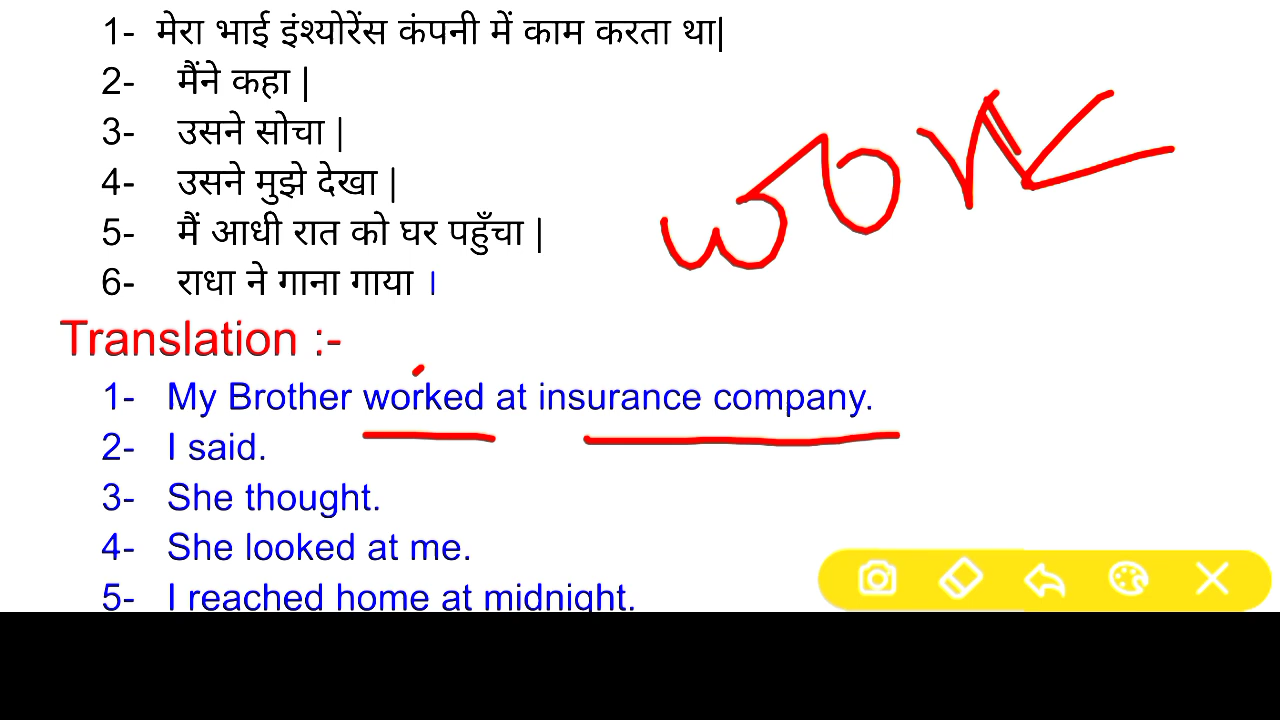 1- मेरा भाई इंश्योरेंस कंपनी में काम करता था|
2- मैंने कहा |
3- उसने सोचा |
4- उसने मुझे देखा |
5- मैं आधी रात को घर पहुँचा |
6- राधा ने गाना गाया ।
work
Translation :-
1- My Brother worked at insurance company.
2- I said.
3- She thought.
4- She looked at me.
5- I reached home at midnight.